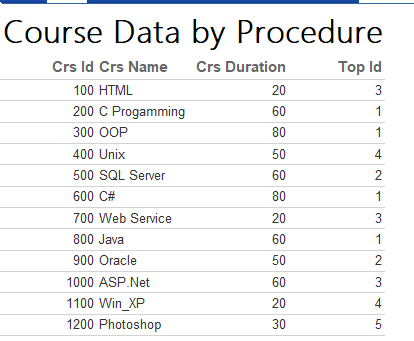 Course Data by Procedure
Crs Id Crs Name Crs Duration Top Id
100 HTML 20 3
200 C Progamming 60 1
300 OOP 80 1
400 Unix 50 4
500 SQL Server 60 2
600 C# 80 1
700 Web Service 20 3
800 Java 60 1
900 Oracle 50 2
1000 ASP.Net 60 3
1100 Win_XP 20 4
1200 Photoshop 30 5